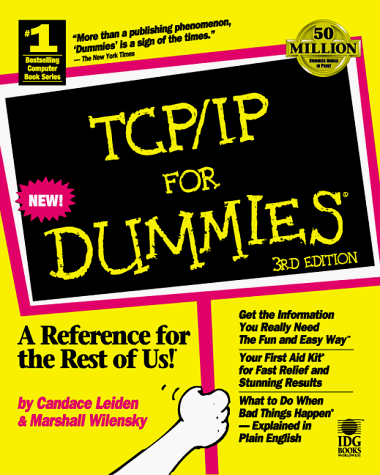 #1
Bestselling
Computer
Book Series
"More than a publishing phenomenon,
'Dummies' is a sign of the times."
— The New York Times
50
MILLION
DUMMIES BOOKS
IN PRINT
TCP/IP
FOR
DUMMIES®
3RD EDITION
NEW!
A Reference for
the Rest of Us!®
by Candace Leiden
& Marshall Wilensky
Get the Information
You Really Need
The Fun and Easy Way™
Your First Aid Kit®
for Fast Relief and
Stunning Results
What to Do When
Bad Things Happen®
— Explained in
Plain English
IDG
BOOKS
WORLDWIDE